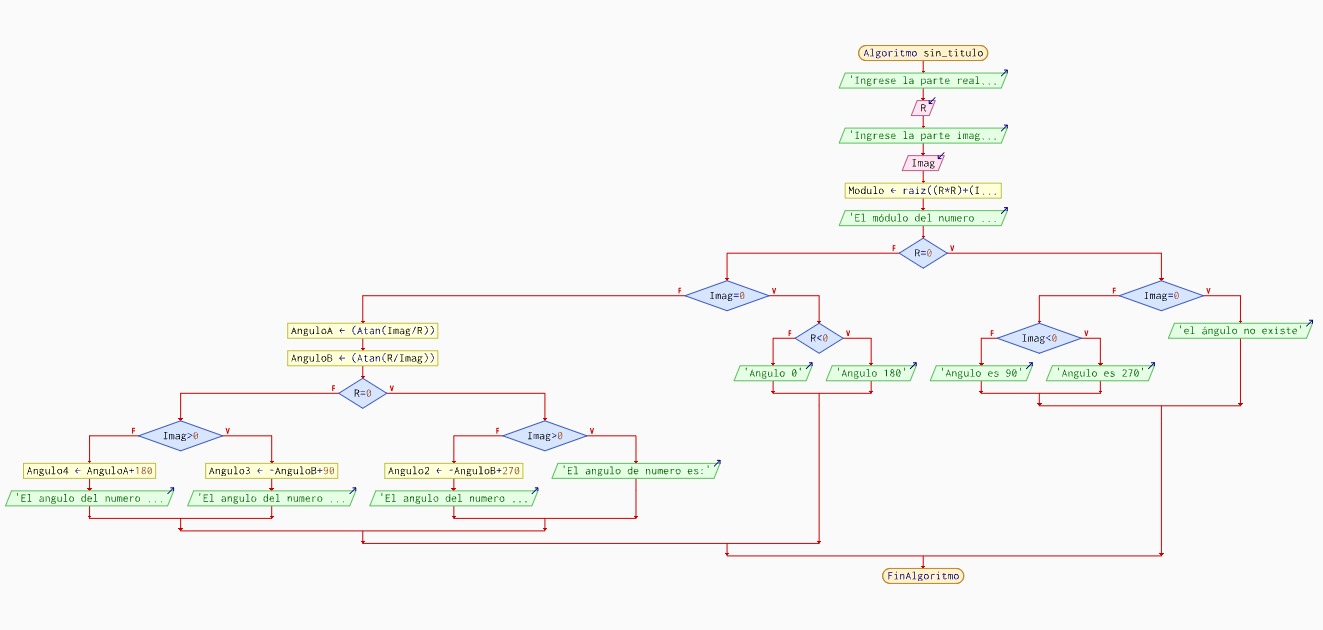 Algoritmo sin_titulo
'Ingrese la parte real...
R
'Ingrese la parte imag...
Imag
Modulo ← raiz((R*R)+(I...
'El módulo del numero ...
F R=0 V
F Imag=0 V
F Imag=0 V
AnguloA ← (Atan(Imag/R))
F R<0 V
F Imag<0 V
'el ángulo no existe'
AnguloB ← (Atan(R/Imag))
'Angulo 0'
'Angulo 180'
'Angulo es 90'
'Angulo es 270'
F R=0 V
F Imag>0 V
F Imag>0 V
Angulo4 ← AnguloA+180
Angulo3 ← -AnguloB+90
Angulo2 ← -AnguloB+270
'El angulo de numero es:'
'El angulo del numero ...
'El angulo del numero ...
'El angulo del numero ...
FinAlgoritmo